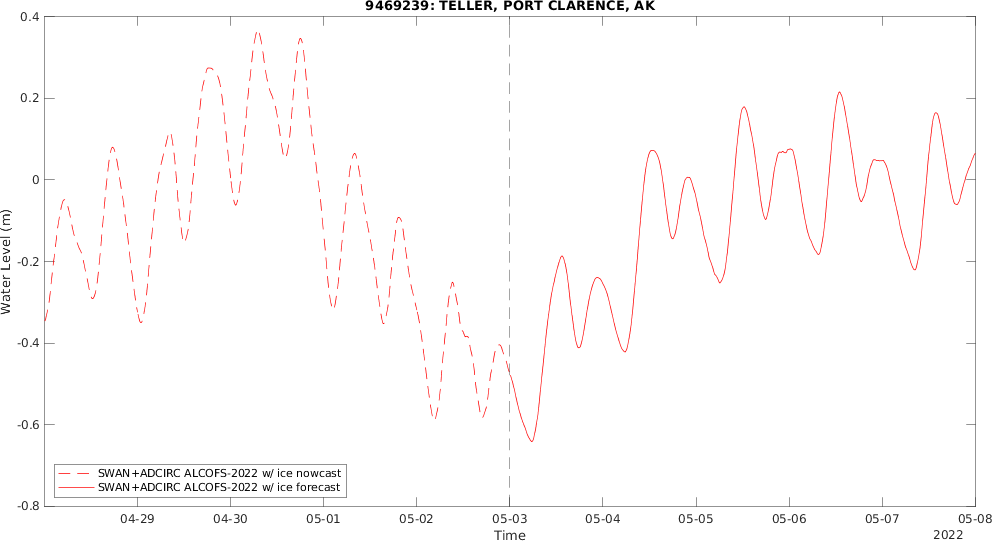 9469239: TELLER, PORT CLARENCE, AK
0.4
0.2
0
-0.2
-0.4
-0.6
-0.8
Water Level (m)
SWAN+ADCIRC ALCOFS-2022 w/ ice nowcast
SWAN+ADCIRC ALCOFS-2022 w/ ice forecast
04-29 04-30 05-01 05-02 05-03 05-04 05-05 05-06 05-07 05-08
Time
2022